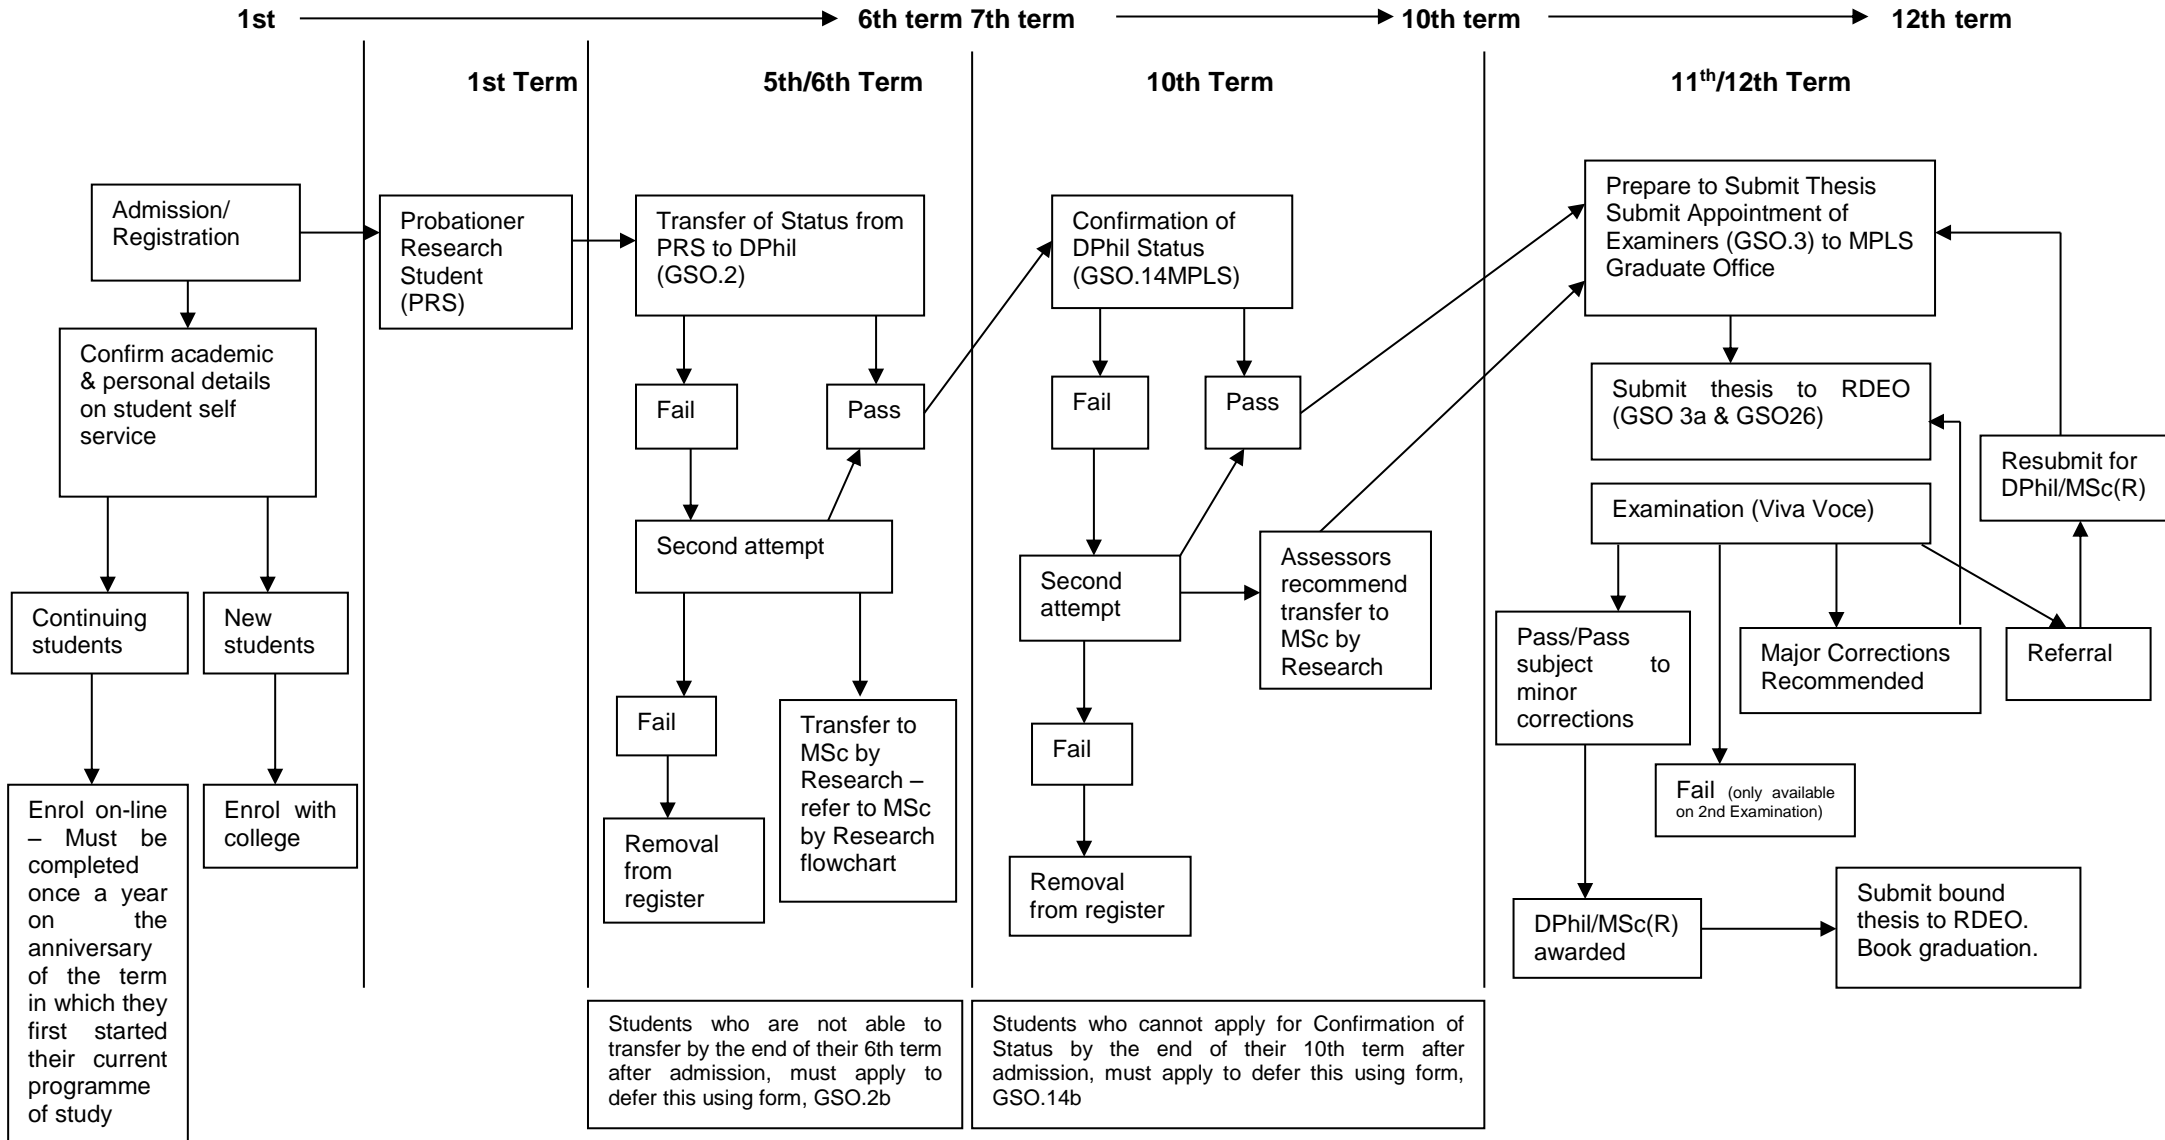 1st
6th term 7th term
10th term
12th term
1st Term
5th/6th Term
10th Term
11th/12th Term
Admission/
Registration
Confirm academic
& personal details
on student self
service
Continuing
students
New
students
Enrol on-line
– Must be
completed
once a year
on the
anniversary
of the term
in which they
first started
their current
programme
of study
Enrol with
college
Probationer
Research
Student
(PRS)
Transfer of Status from
PRS to DPhil
(GSO.2)
Fail
Pass
Second attempt
Fail
Removal
from
register
Transfer to
MSc by
Research –
refer to MSc
by Research
flowchart
Students who are not able to
transfer by the end of their 6th term
after admission, must apply to
defer this using form, GSO.2b
Confirmation of
DPhil Status
(GSO.14MPLS)
Fail
Pass
Second
attempt
Assessors
recommend
transfer to
MSc by
Research
Fail
Removal
from register
Students who cannot apply for Confirmation of
Status by the end of their 10th term after
admission, must apply to defer this using form,
GSO.14b
Prepare to Submit Thesis
Submit Appointment of
Examiners (GSO.3) to MPLS
Graduate Office
Submit thesis to RDEO
(GSO 3a & GSO26)
Resubmit for
DPhil/MSc(R)
Examination (Viva Voce)
Pass/Pass
subject to
minor
corrections
Major Corrections
Recommended
Referral
Fail (only available
on 2nd Examination)
DPhil/MSc(R)
awarded
Submit bound
thesis to RDEO.
Book graduation.